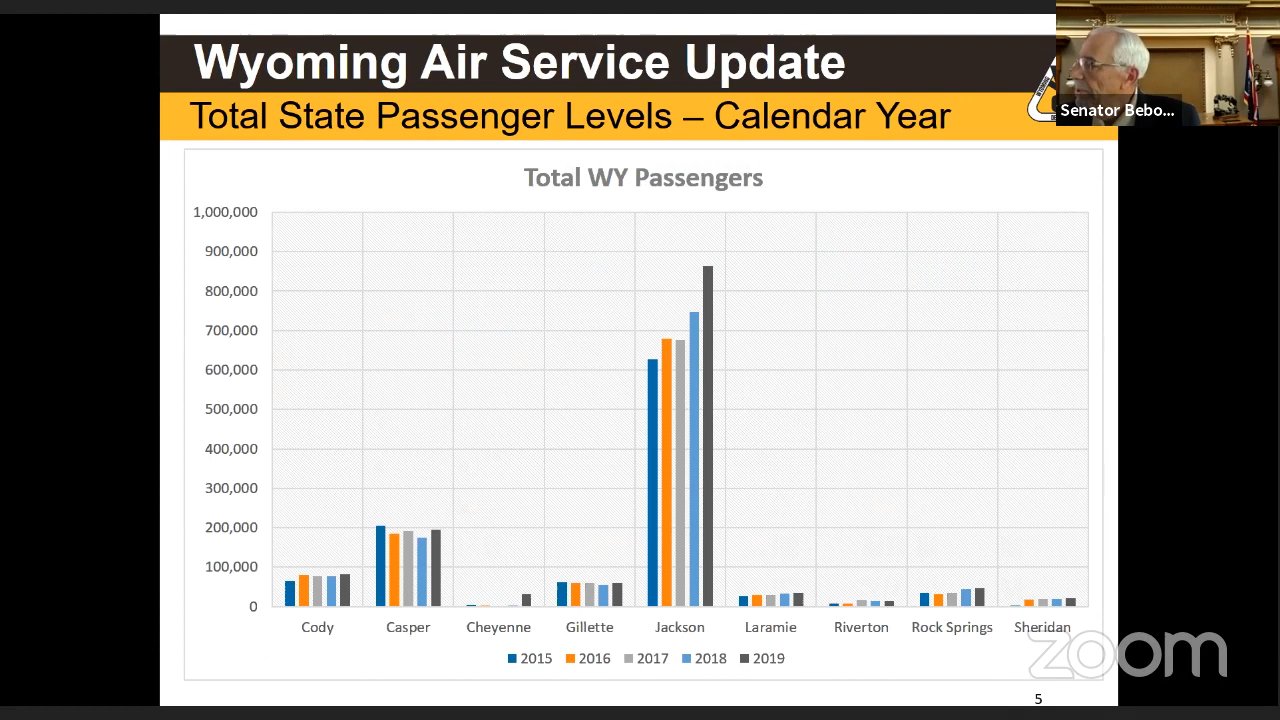 Wyoming Air Service Update
Total State Passenger Levels – Calendar Year
Senator Bebo...
Total WY Passengers
1,000,000
900,000
800,000
700,000
600,000
500,000
400,000
300,000
200,000
100,000
0
Cody Casper Cheyenne Gillette Jackson Laramie Riverton Rock Springs Sheridan
2015 2016 2017 2018 2019
zoom
5